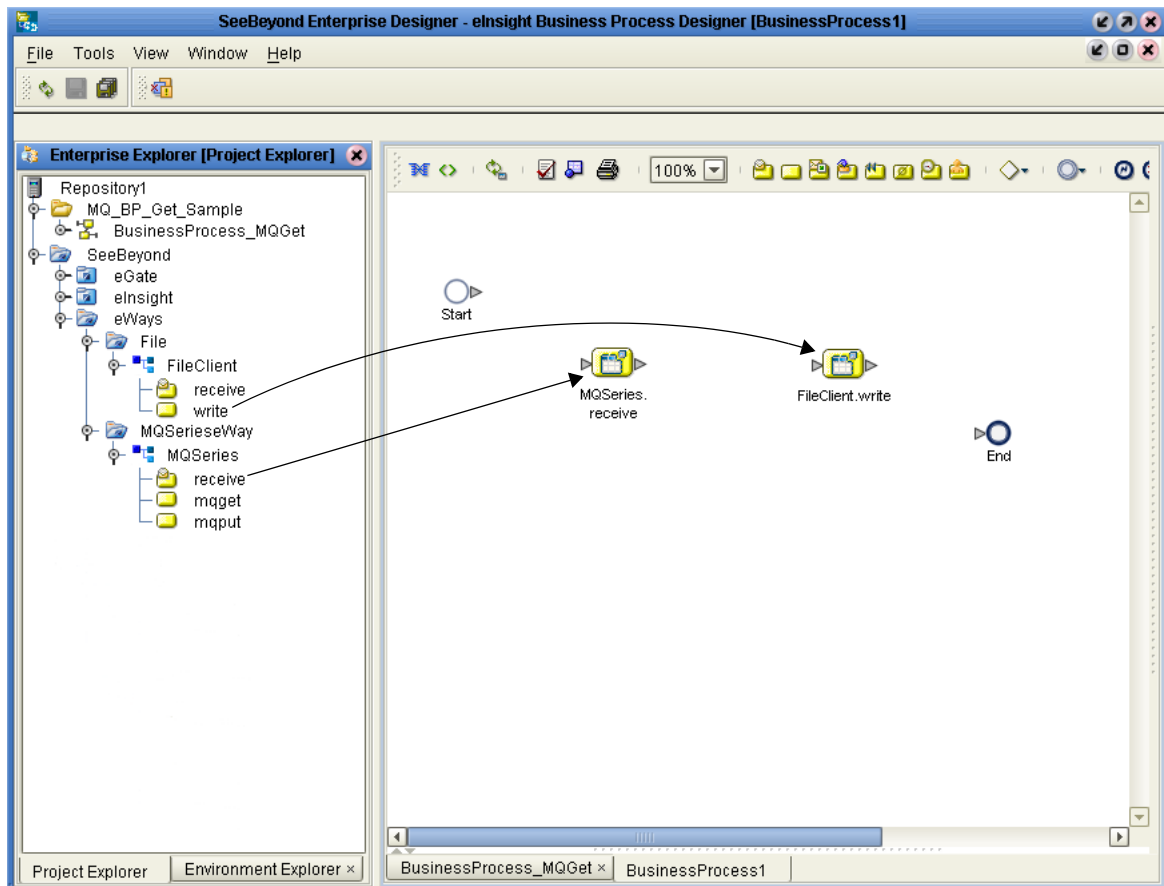 SeeBeyond Enterprise Designer - eInsight Business Process Designer [BusinessProcess1]
File Tools View Window Help
Enterprise Explorer [Project Explorer]
100%
Repository1
MQ_BP_Get_Sample
BusinessProcess_MQGet
SeeBeyond
eGate
eInsight
eWays
File
FileClient
receive
write
MQSerieseWay
MQSeries
receive
mqget
mqput
Start
MQSeries.
receive
FileClient.write
End
Project Explorer
Environment Explorer ×
BusinessProcess_MQGet ×
BusinessProcess1